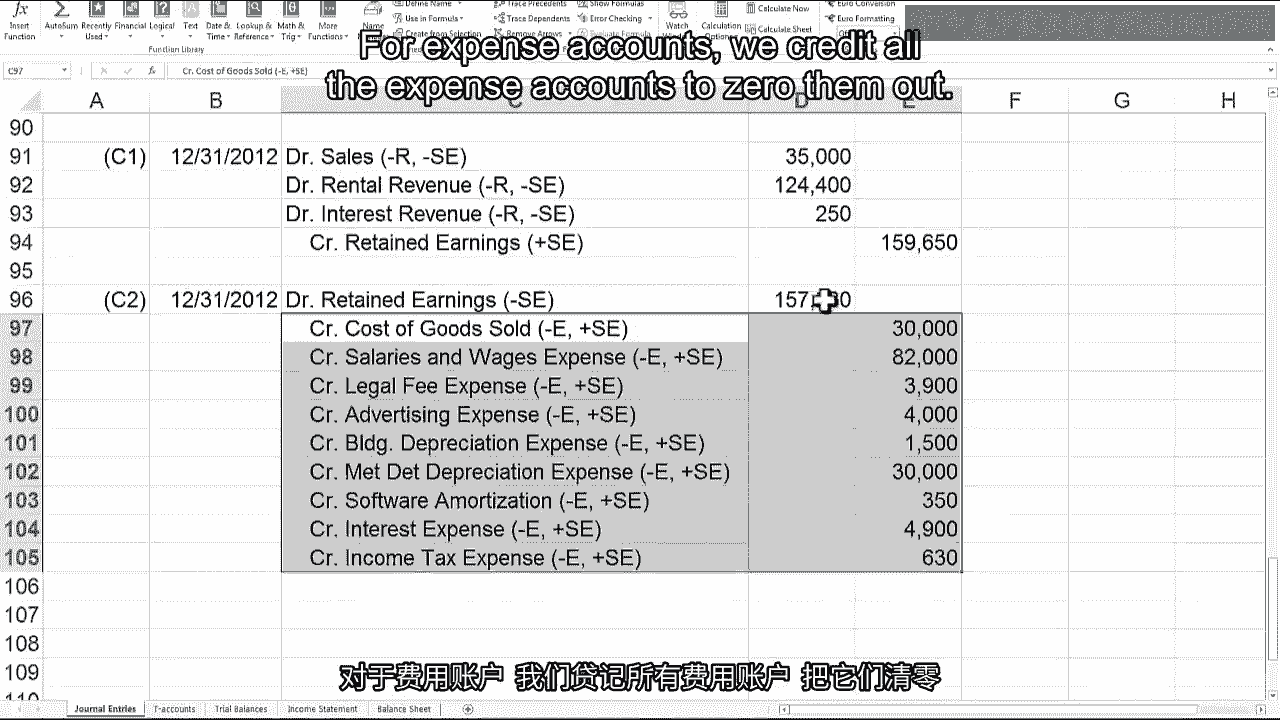 Insert Function
AutoSum Recently Used Financial Logical Text Date & Time Lookup & Reference Math & Trig More Functions
Function Library
Name
Define Name
Use in Formula
Create from Selection
Trace Precedents
Trace Dependents
Remove Arrows
Show Formulas
Error Checking
Evaluate Formula
Watch Window
Calculation Options
Calculate Now
Calculate Sheet
Euro Conversion
Euro Formatting
For expense accounts, we credit all
the expense accounts to zero them out.
C97 fx Cr. Cost of Goods Sold (-E, +SE)
A B C D E F G H
90
91 (C1) 12/31/2012 Dr. Sales (-R, -SE) 35,000
92 Dr. Rental Revenue (-R, -SE) 124,400
93 Dr. Interest Revenue (-R, -SE) 250
94 Cr. Retained Earnings (+SE) 159,650
95
96 (C2) 12/31/2012 Dr. Retained Earnings (-SE)
97 Cr. Cost of Goods Sold (-E, +SE) 30,000
98 Cr. Salaries and Wages Expense (-E, +SE) 82,000
99 Cr. Legal Fee Expense (-E, +SE) 3,900
100 Cr. Advertising Expense (-E, +SE) 4,000
101 Cr. Bldg. Depreciation Expense (-E, +SE) 1,500
102 Cr. Met Det Depreciation Expense (-E, +SE) 30,000
103 Cr. Software Amortization (-E, +SE) 350
104 Cr. Interest Expense (-E, +SE) 4,900
105 Cr. Income Tax Expense (-E, +SE) 630
106
107
108
109
对于费用账户 我们贷记所有费用账户 把它们清零
Journal Entries T-accounts Trial Balances Income Statement Balance Sheet